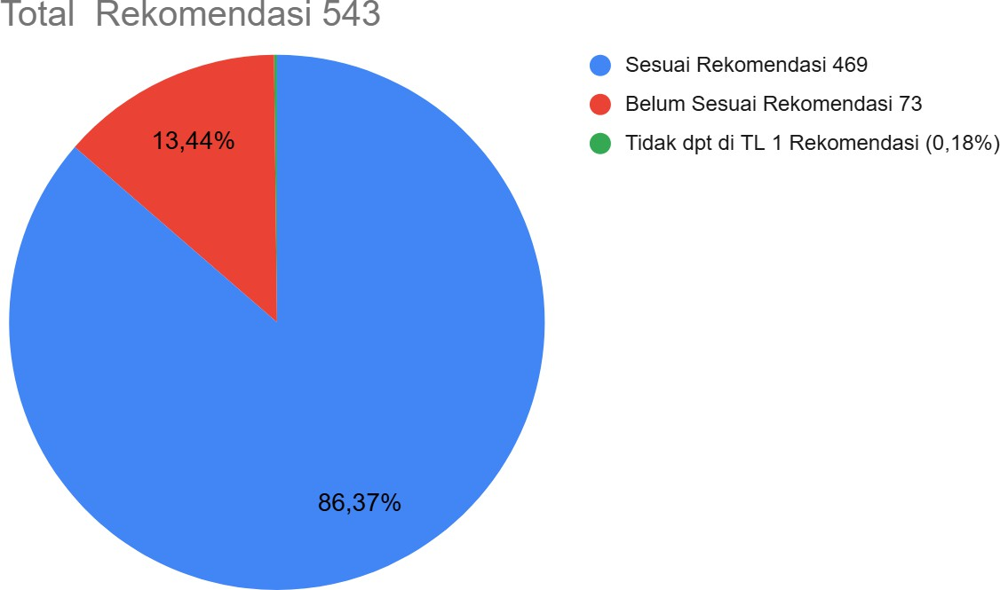 Total  Rekomendasi 543
Sesuai Rekomendasi 469
Belum Sesuai Rekomendasi 73
Tidak dpt di TL 1 Rekomendasi (0,18%)
13,44%
86,37%